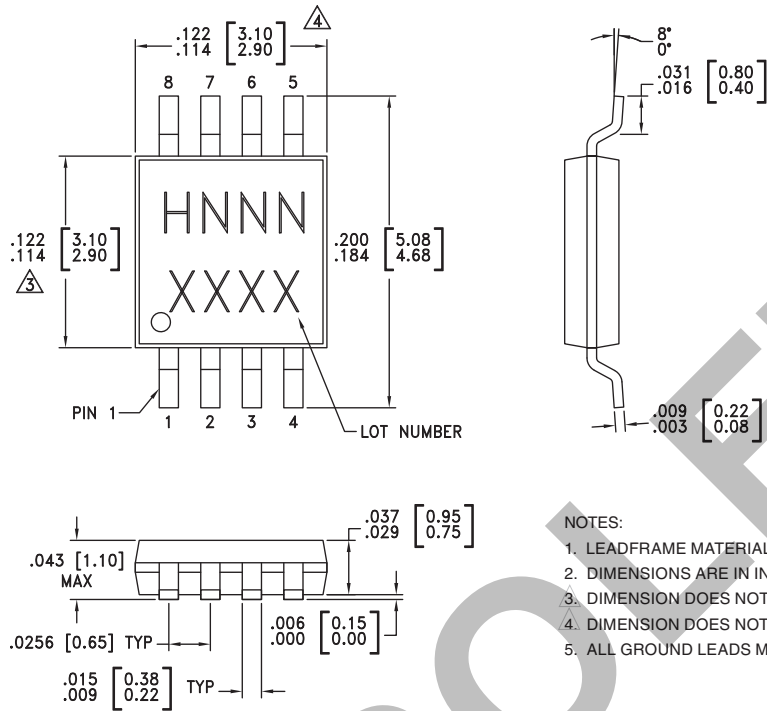 .122 [3.10]
.114 [2.90]
4
8 7 6 5
8°
0°
.031 [0.80]
.016 [0.40]
HNNN
XXXX
.122 [3.10]
.114 [2.90]
3
.200 [5.08]
.184 [4.68]
PIN 1
1 2 3 4
LOT NUMBER
.009 [0.22]
.003 [0.08]
.043 [1.10]
MAX
.037 [0.95]
.029 [0.75]
.0256 [0.65] TYP
.006 [0.15]
.000 [0.00]
.015 [0.38]
.009 [0.22]
TYP
NOTES:
1. LEADFRAME MATERIAL
2. DIMENSIONS ARE IN IN
3. DIMENSION DOES NOT
4. DIMENSION DOES NOT
5. ALL GROUND LEADS M